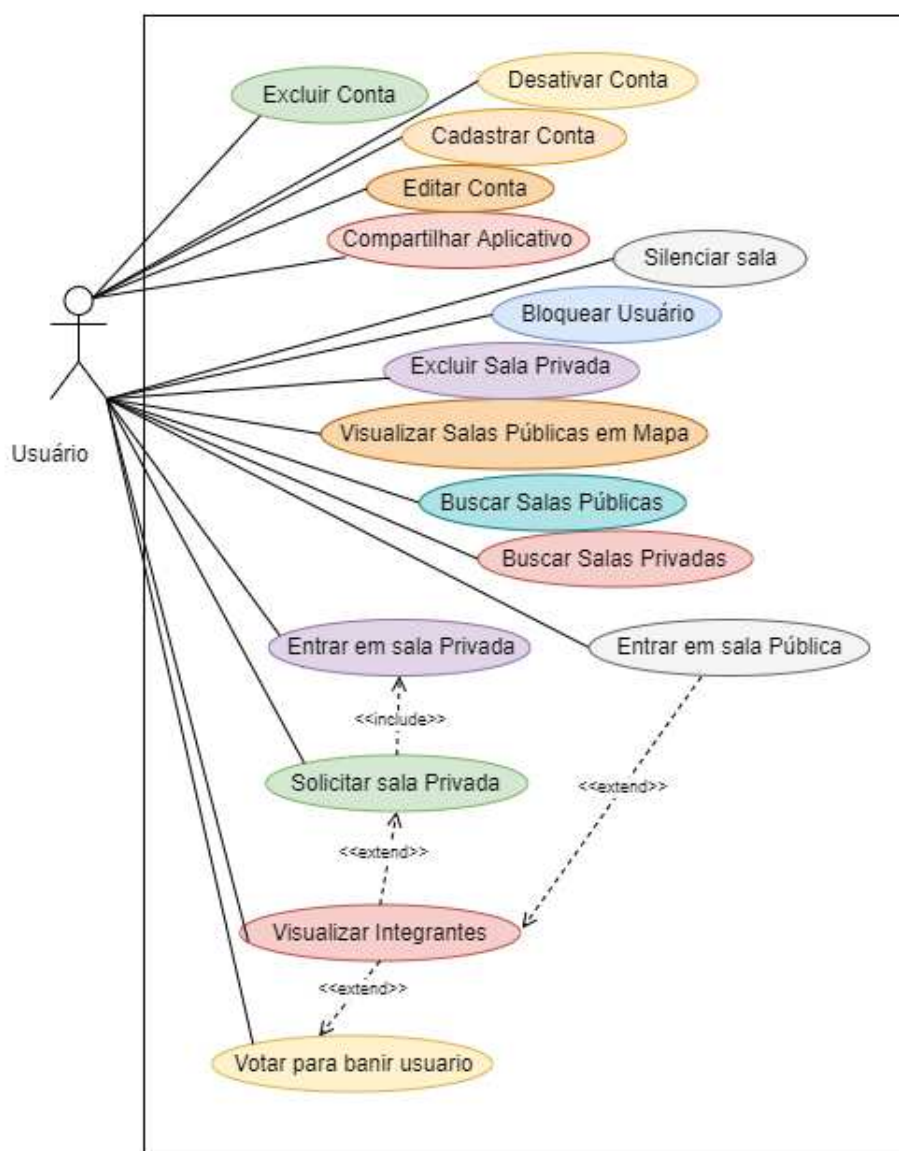 Desativar Conta
Excluir Conta
Cadastrar Conta
Editar Conta
Compartilhar Aplicativo
Silenciar sala
Bloquear Usuário
Excluir Sala Privada
Visualizar Salas Públicas em Mapa
Usuário
Buscar Salas Públicas
Buscar Salas Privadas
Entrar em sala Privada
Entrar em sala Pública
<<include>>
Solicitar sala Privada
<<extend>>
<<extend>>
Visualizar Integrantes
<<extend>>
Votar para banir usuario